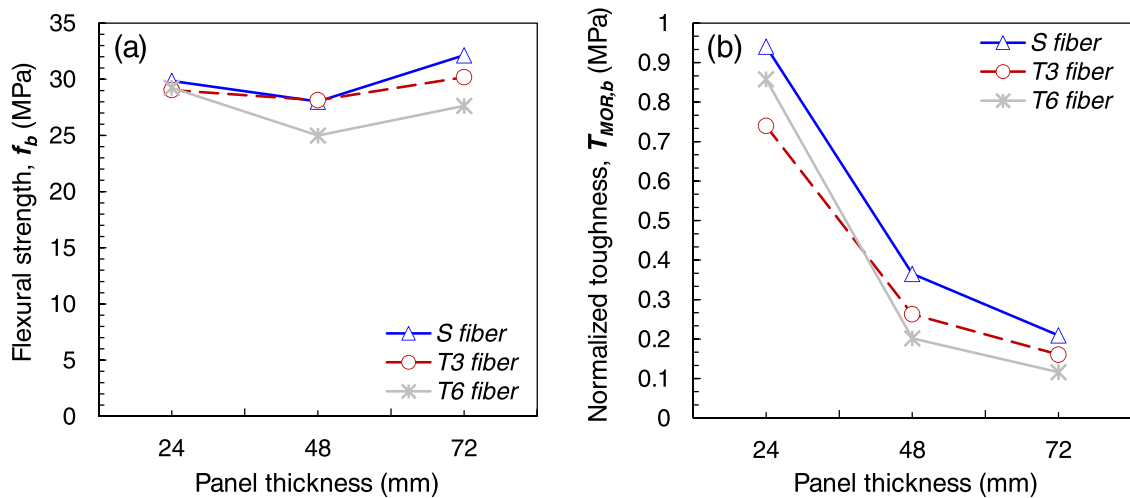 (a)
Flexural strength, f_b (MPa)
35
30
25
20
15
10
5
0
S fiber
T3 fiber
T6 fiber
24 48 72
Panel thickness (mm)
(b)
Normalized toughness, T_MOR,b (MPa)
1
0.9
0.8
0.7
0.6
0.5
0.4
0.3
0.2
0.1
0
S fiber
T3 fiber
T6 fiber
24 48 72
Panel thickness (mm)